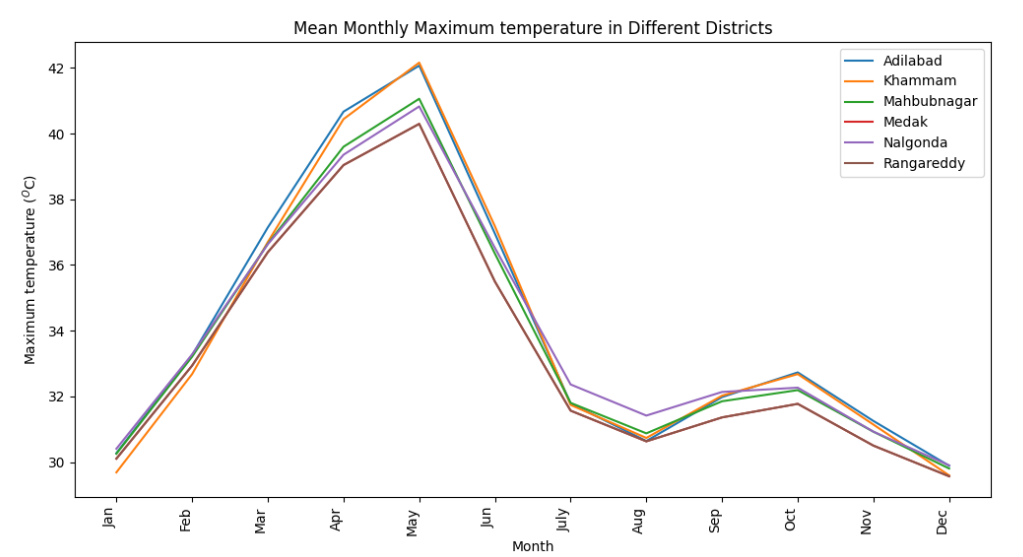 Mean Monthly Maximum temperature in Different Districts
Adilabad
Khammam
Mahbubnagar
Medak
Nalgonda
Rangareddy
Maximum temperature (°C)
42
40
38
36
34
32
30
Jan
Feb
Mar
Apr
May
Jun
July
Aug
Sep
Oct
Nov
Dec
Month